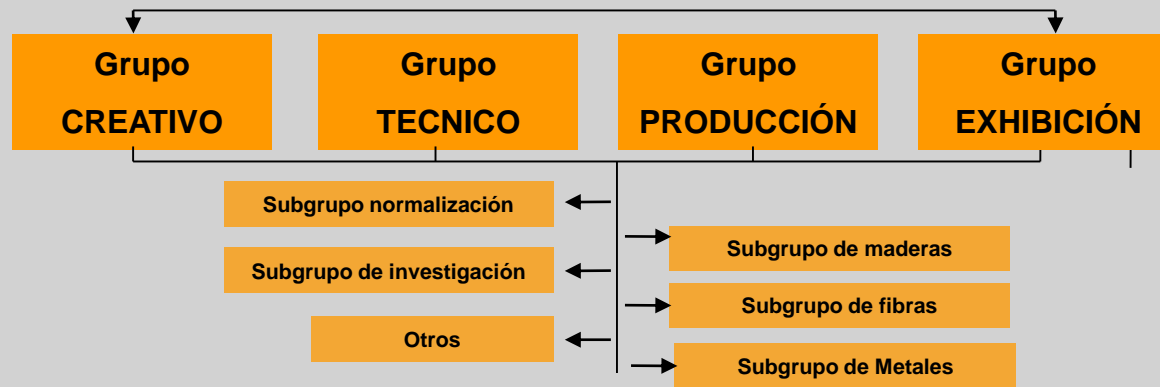 Grupo
CREATIVO
Grupo
TECNICO
Grupo
PRODUCCIÓN
Grupo
EXHIBICIÓN
Subgrupo normalización
Subgrupo de investigación
Otros
Subgrupo de maderas
Subgrupo de fibras
Subgrupo de Metales